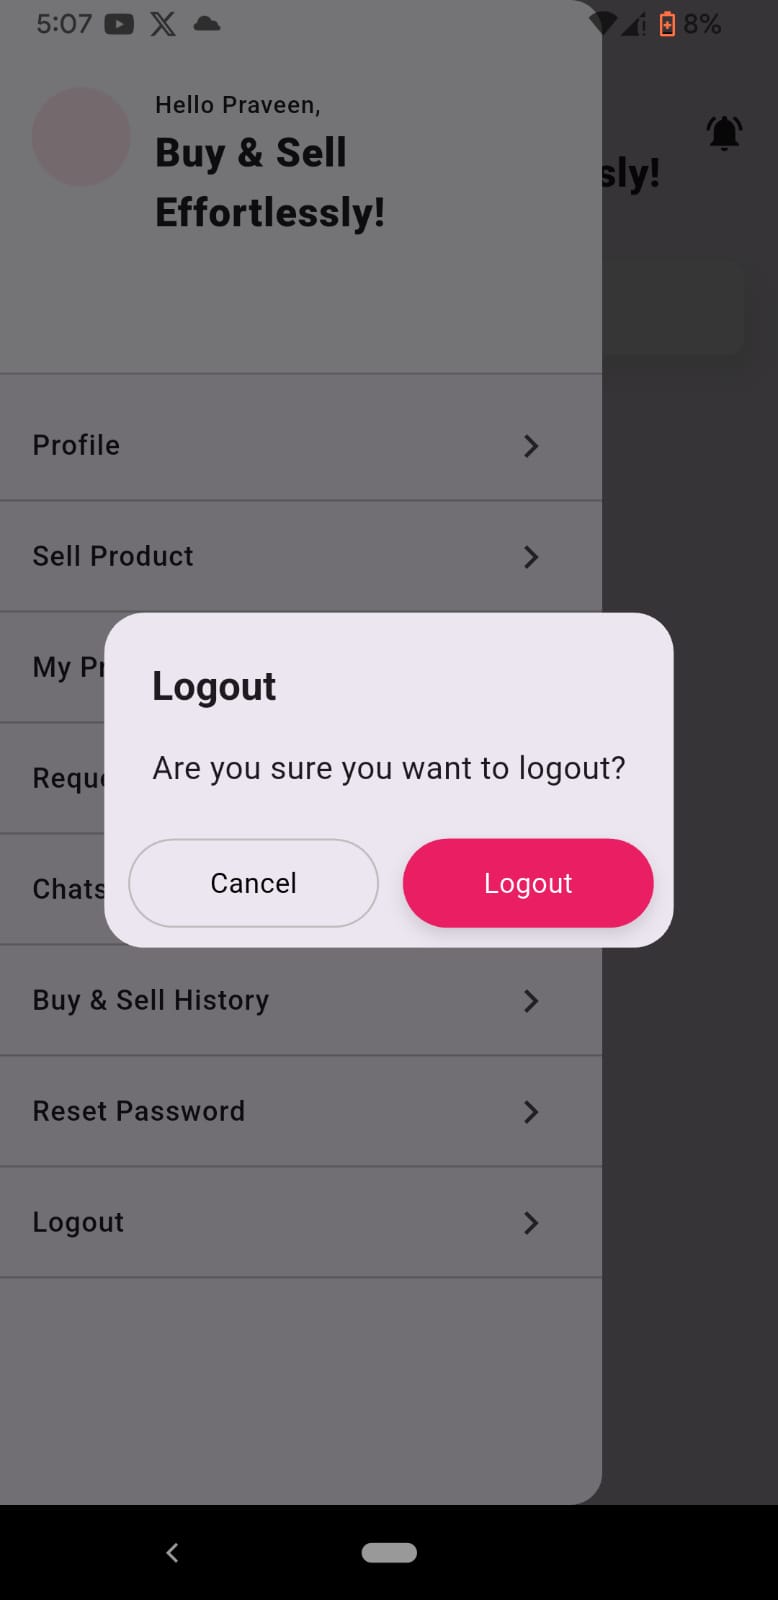 5:07
8%
Hello Praveen,
Buy & Sell
Effortlessly!
sly!
Profile
Sell Product
My Pr
Reque
Chats
Logout
Are you sure you want to logout?
Cancel
Logout
Buy & Sell History
Reset Password
Logout